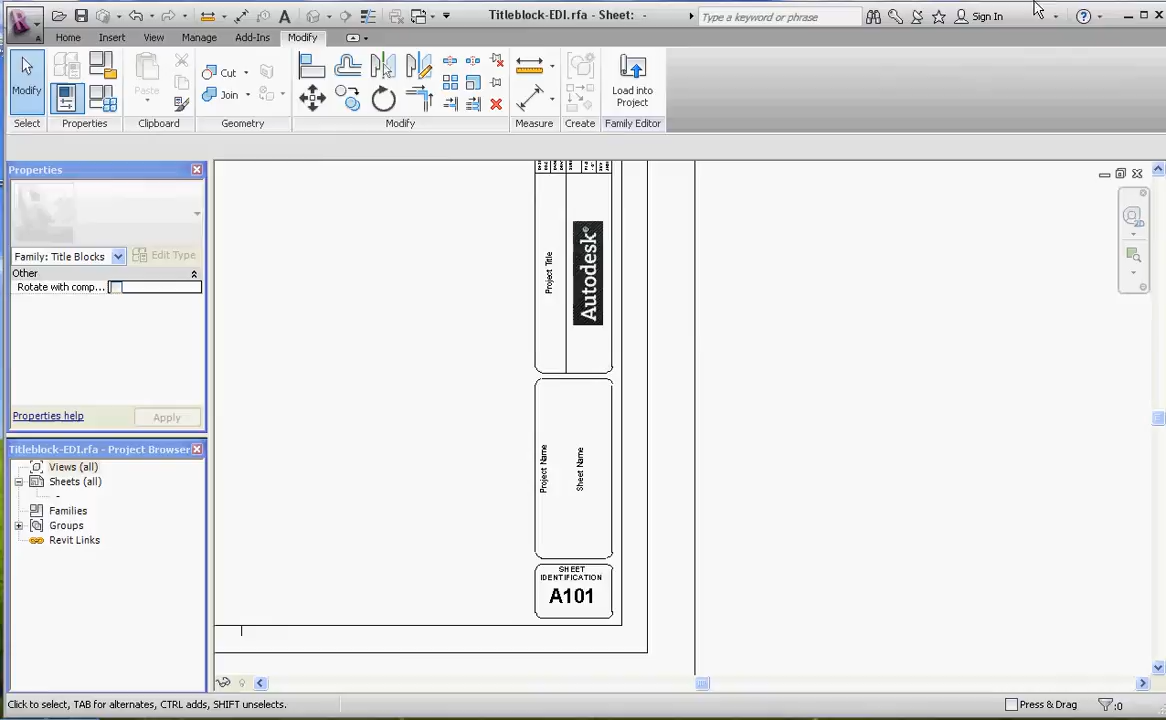 Titleblock-EDI.rfa - Sheet: -
Type a keyword or phrase
Sign In
Home
Insert
View
Manage
Add-Ins
Modify
Modify
Paste
Cut
Join
Load into
Project
Select
Properties
Clipboard
Geometry
Modify
Measure
Create
Family Editor
Properties
Family: Title Blocks
Edit Type
Other
Rotate with comp...
Properties help
Apply
Titleblock-EDI.rfa - Project Browser
Views (all)
Sheets (all)
-
Families
Groups
Revit Links
Project Title
Autodesk®
Project Name
Sheet Name
SHEET
IDENTIFICATION
A101
Click to select, TAB for alternates, CTRL adds, SHIFT unselects.
Press & Drag
:0